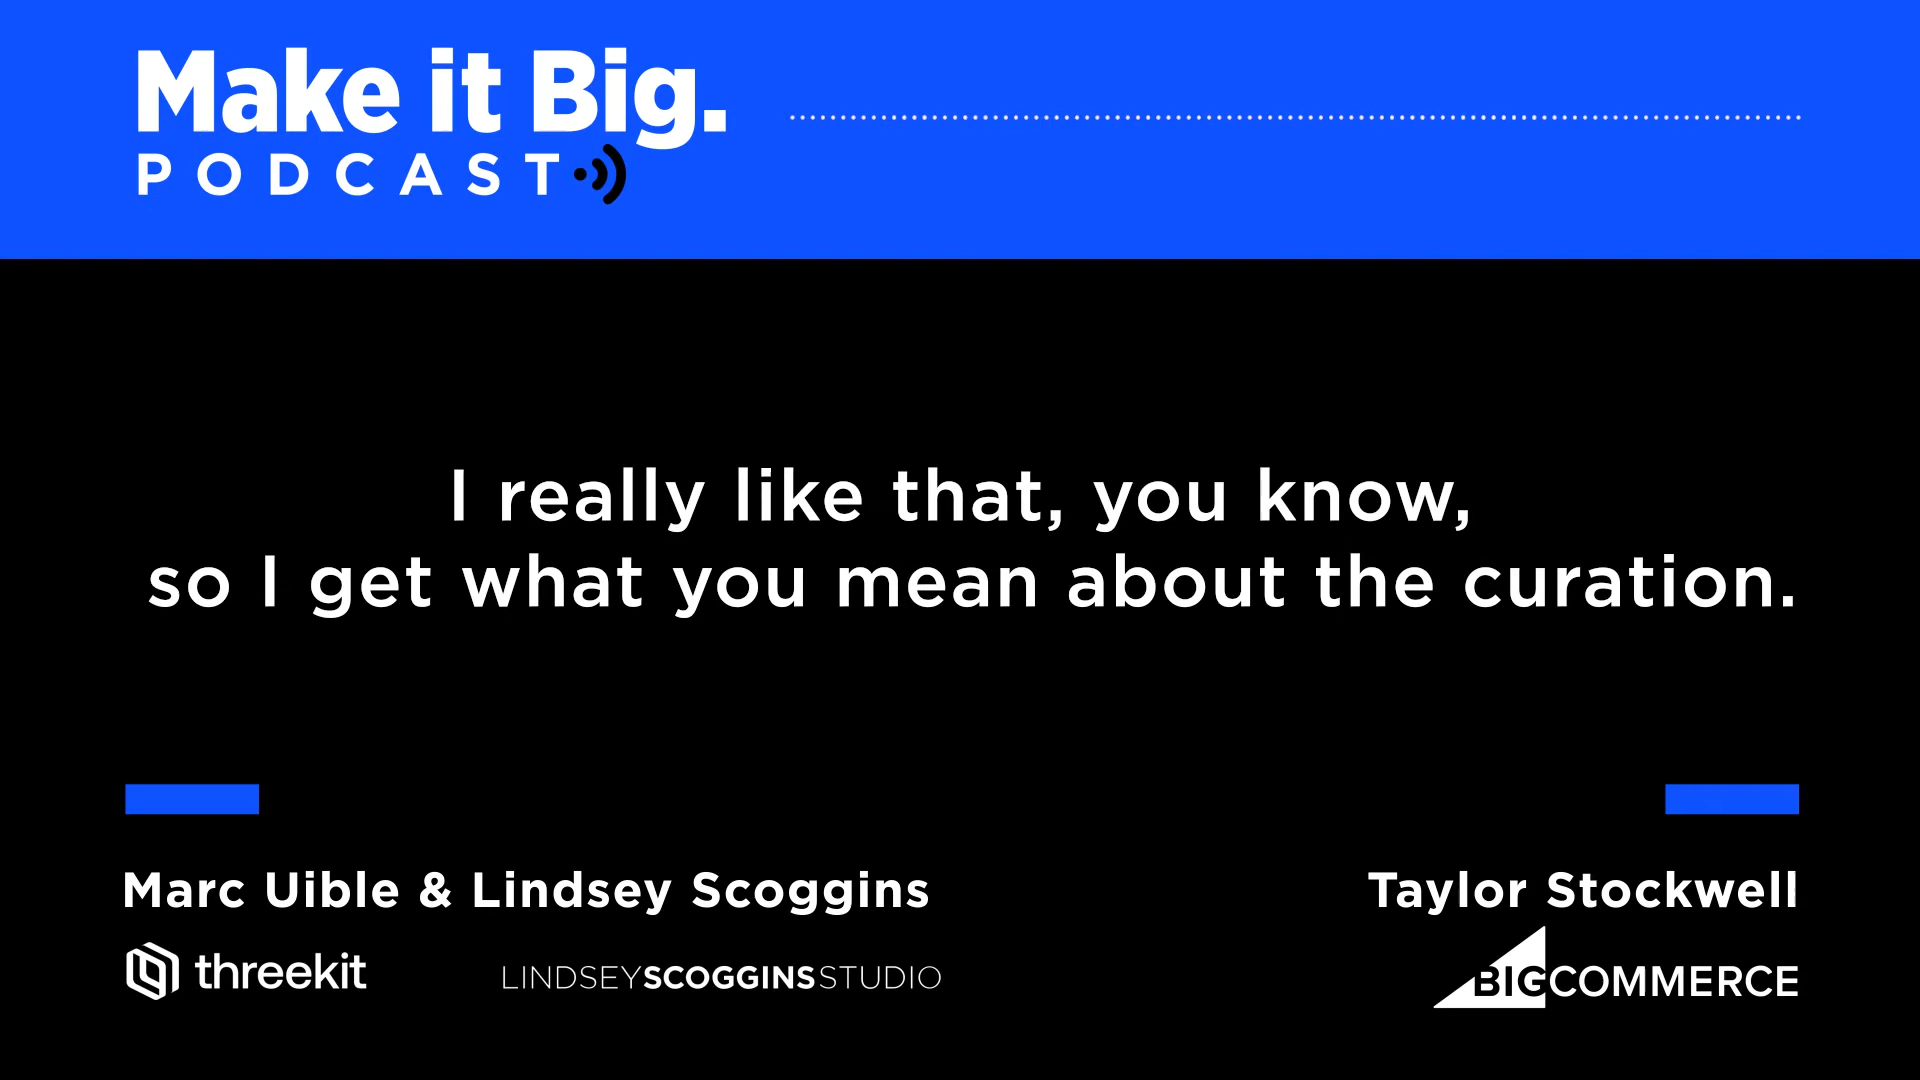 Make it Big.
PODCAST
I really like that, you know,
so I get what you mean about the curation.
Marc Uible & Lindsey Scoggins
Taylor Stockwell
threekit
LINDSEYSCOGGINSSTUDIO
BIGCOMMERCE